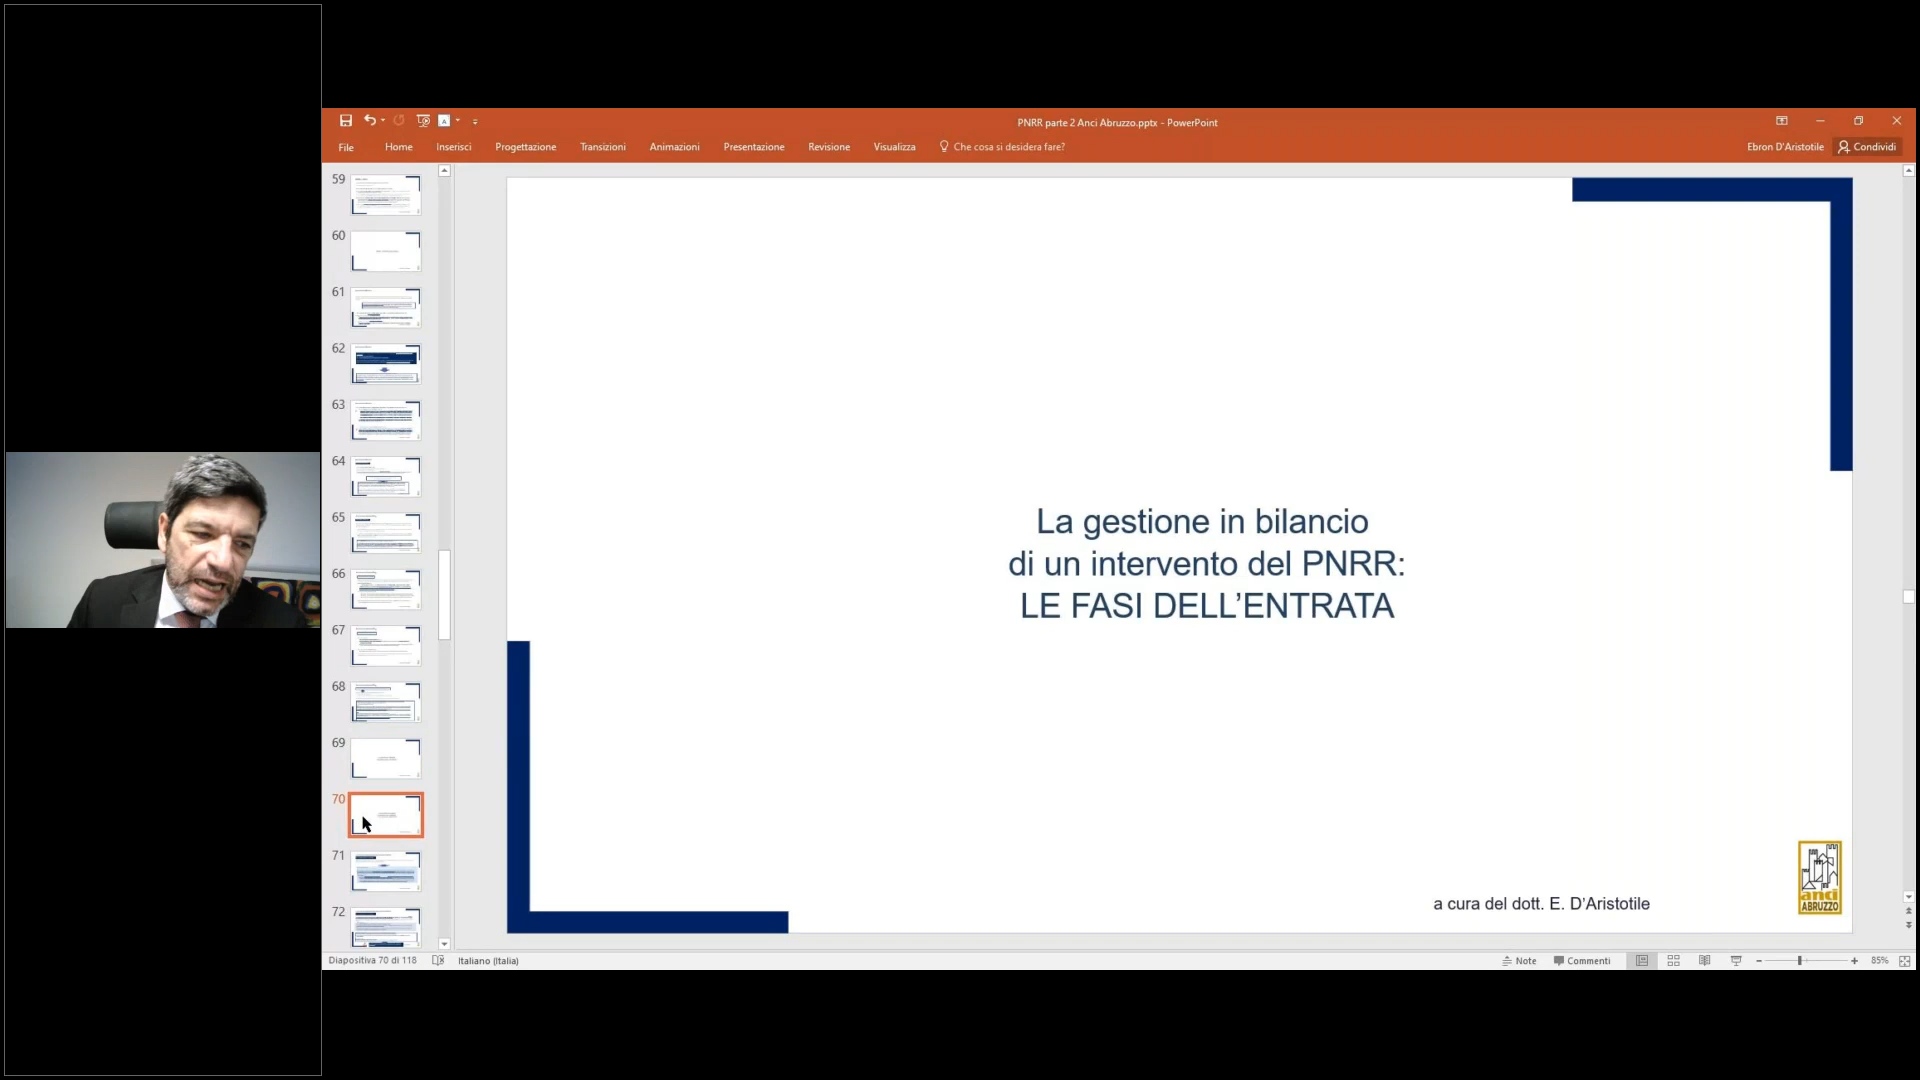 PNRR parte 2 Anci Abruzzo.pptx - PowerPoint
File Home Inserisci Progettazione Transizioni Animazioni Presentazione Revisione Visualizza Che cosa si desidera fare? Ebron D'Aristotile Condividi
59
60
61
62
63
64
65
66
67
68
69
70
71
72
La gestione in bilancio
di un intervento del PNRR:
LE FASI DELL'ENTRATA
a cura del dott. E. D'Aristotile
anci
ABRUZZO
Diapositiva 70 di 118 Italiano (Italia) Note Commenti 85%